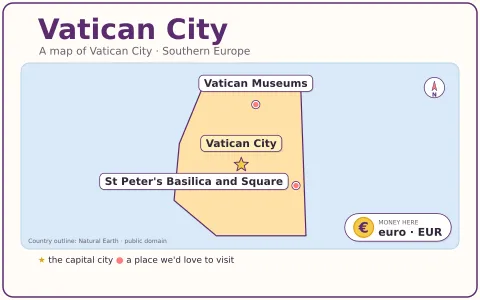 Vatican City
A map of Vatican City · Southern Europe
Vatican Museums
N
Vatican City
St Peter's Basilica and Square
€
MONEY HERE
euro · EUR
Country outline: Natural Earth · public domain
★ the capital city ● a place we'd love to visit